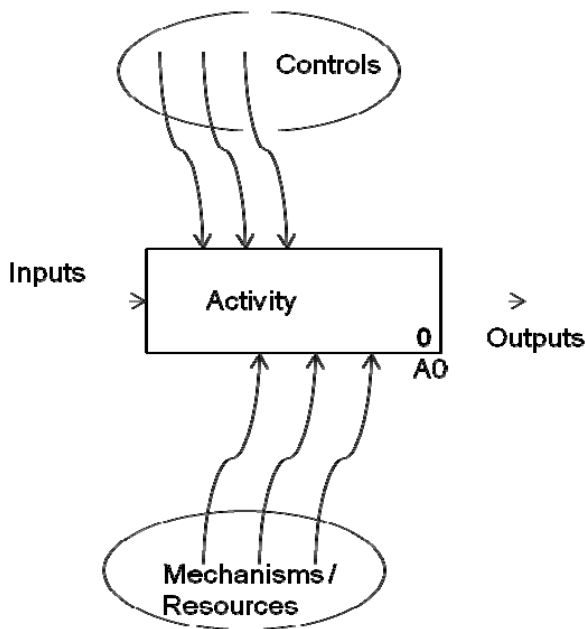 Controls
Inputs
Activity
0
A0
Outputs
Mechanisms/
Resources